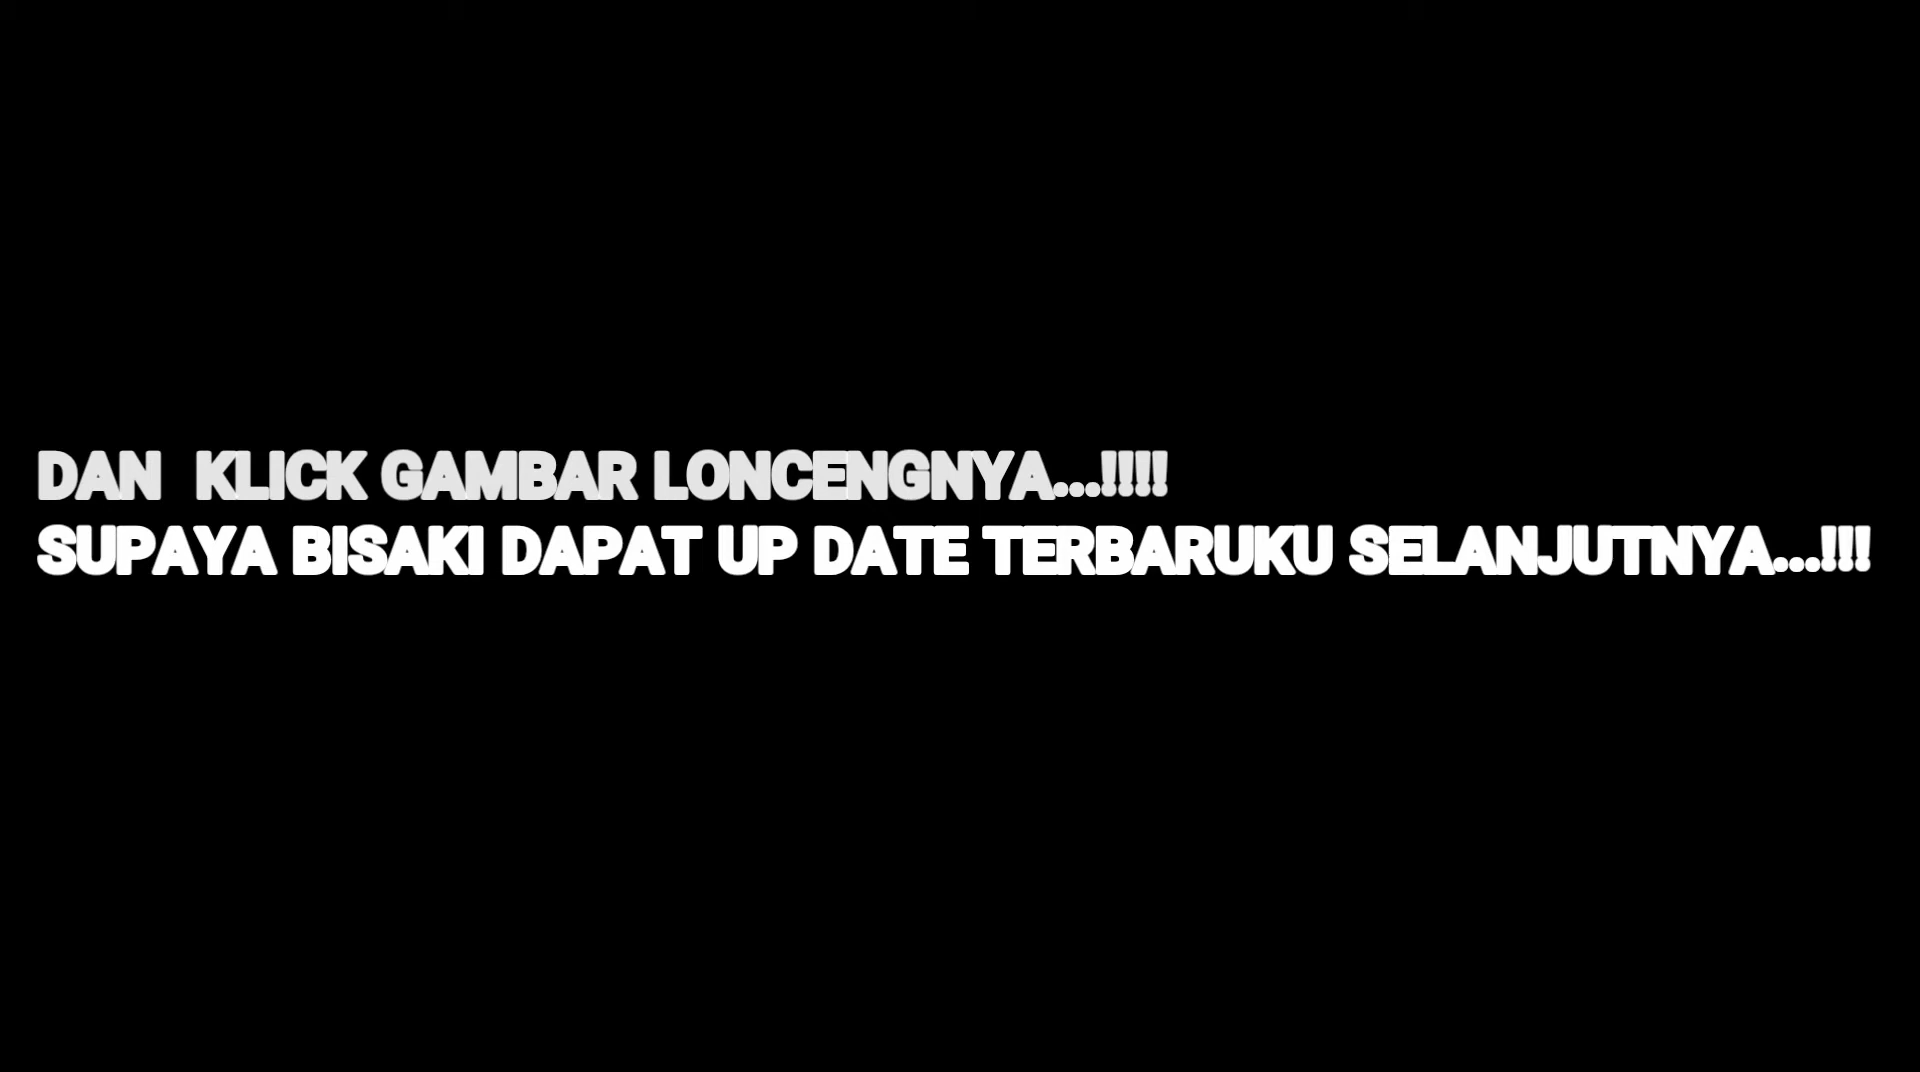 DAN  KLICK GAMBAR LONCENGNYA...!!!!
SUPAYA BISAKI DAPAT UP DATE TERBARUKU SELANJUTNYA...!!!